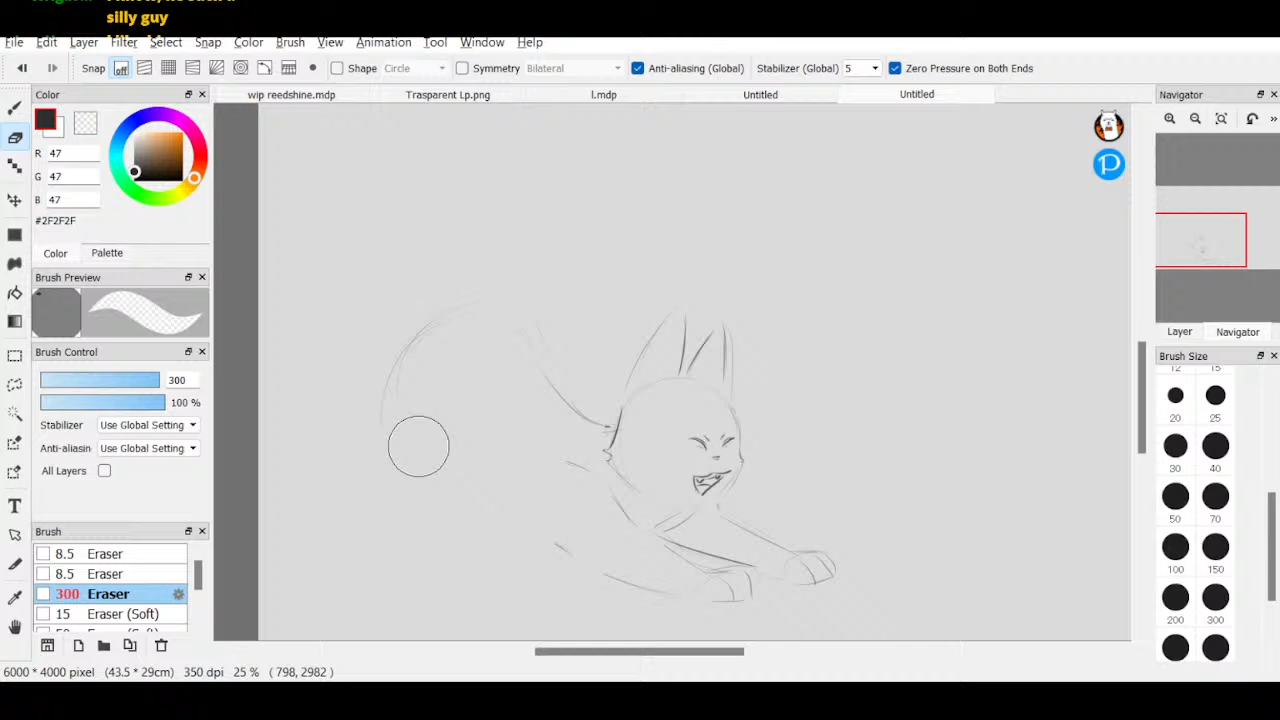 silly guy
File Edit Layer Filter Select Snap Color Brush View Animation Tool Window Help
Snap off Shape Circle Symmetry Bilateral Anti-aliasing (Global) Stabilizer (Global) 5 Zero Pressure on Both Ends
Color wip reedshine.mdp Trasparent Lp.png l.mdp Untitled Untitled Navigator
R 47
G 47
B 47
#2F2F2F
Color Palette
Brush Preview
Brush Control
300
100 %
Stabilizer Use Global Setting
Anti-aliasin Use Global Setting
All Layers
Brush
8.5 Eraser
8.5 Eraser
300 Eraser
15 Eraser (Soft)
Layer Navigator
Brush Size
12 15
20 25
30 40
50 70
100 150
200 300
6000 * 4000 pixel (43.5 * 29cm) 350 dpi 25 % ( 798, 2982 )